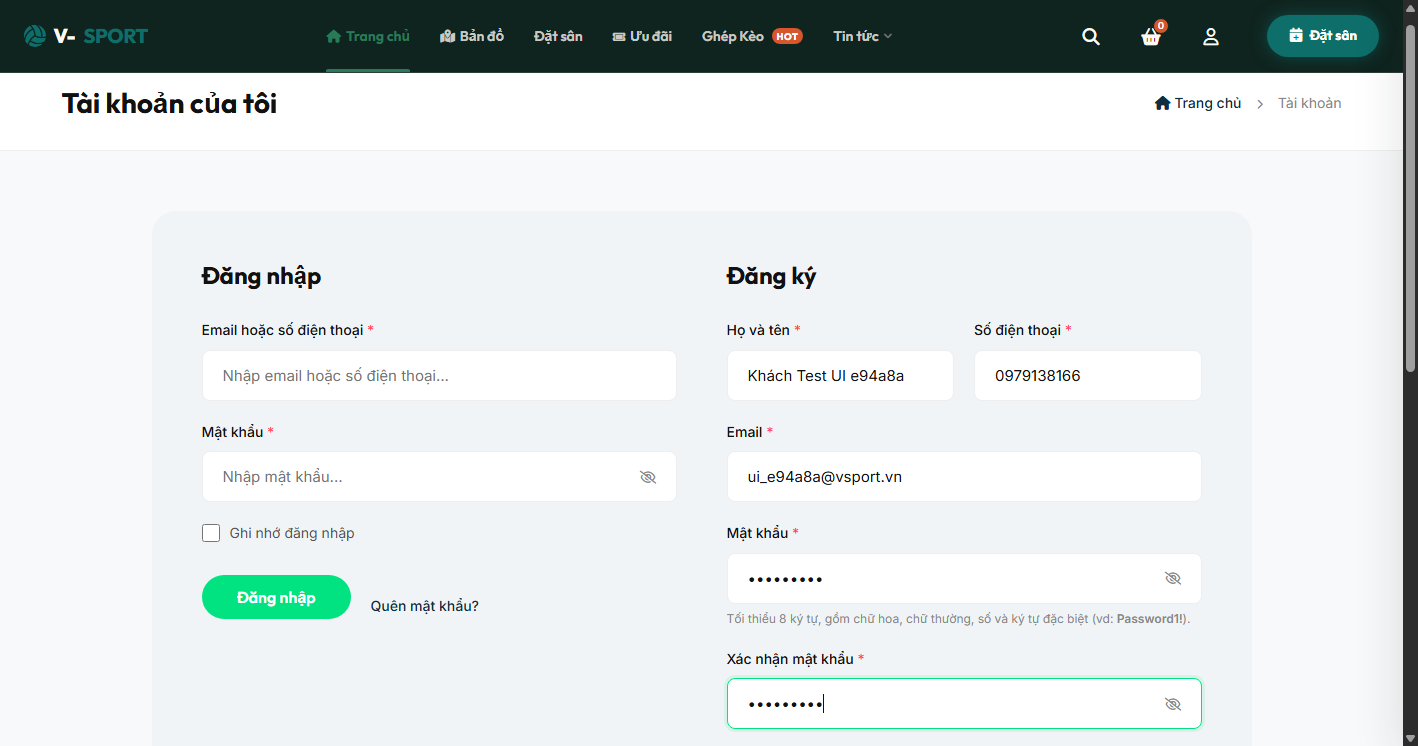 V- SPORT
Trang chủ
Bản đồ
Đặt sân
Ưu đãi
Ghép Kèo HOT
Tin tức
0
Đặt sân
Tài khoản của tôi
Trang chủ > Tài khoản
Đăng nhập
Email hoặc số điện thoại *
Nhập email hoặc số điện thoại...
Mật khẩu *
Nhập mật khẩu...
Ghi nhớ đăng nhập
Đăng nhập
Quên mật khẩu?
Đăng ký
Họ và tên *
Khách Test UI e94a8a
Số điện thoại *
0979138166
Email *
ui_e94a8a@vsport.vn
Mật khẩu *
•••••••••
Tối thiểu 8 ký tự, gồm chữ hoa, chữ thường, số và ký tự đặc biệt (vd: Password1!).
Xác nhận mật khẩu *
•••••••••